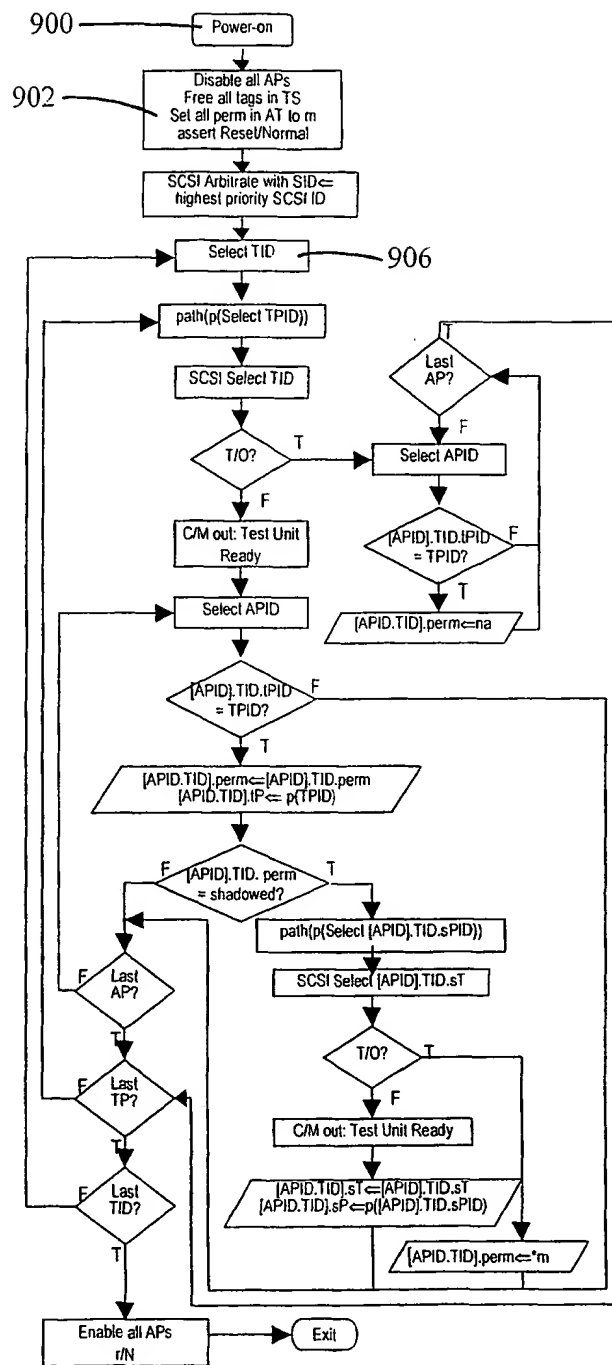 900
Power-on
902
Disable all APs
Free all tags in TS
Set all perm in AT to m
assert Reset/Normal
SCSI Arbitrate with SID⇐
highest priority SCSI ID
Select TID
906
path(p(Select TPID))
SCSI Select TID
T/O?
T
F
C/M out: Test Unit
Ready
Select APID
T
Last
AP?
F
Select APID
[APID].TID.tPID
= TPID?
F
T
[APID.TID].perm⇐na
[APID].TID.tPID
= TPID?
F
T
[APID.TID].perm⇐[APID].TID.perm
[APID.TID].tP⇐ p(TPID)
F
[APID].TID. perm
= shadowed?
T
path(p(Select [APID].TID.sPID))
SCSI Select [APID].TID.sT
T/O?
T
F
C/M out: Test Unit Ready
[APID.TID].sT⇐[APID].TID.sT
[APID.TID].sP⇐p([APID].TID.sPID)
[APID.TID].perm⇐*m
F
Last
AP?
T
F
Last
TP?
T
F
Last
TID?
T
Enable all APs
r/N
Exit